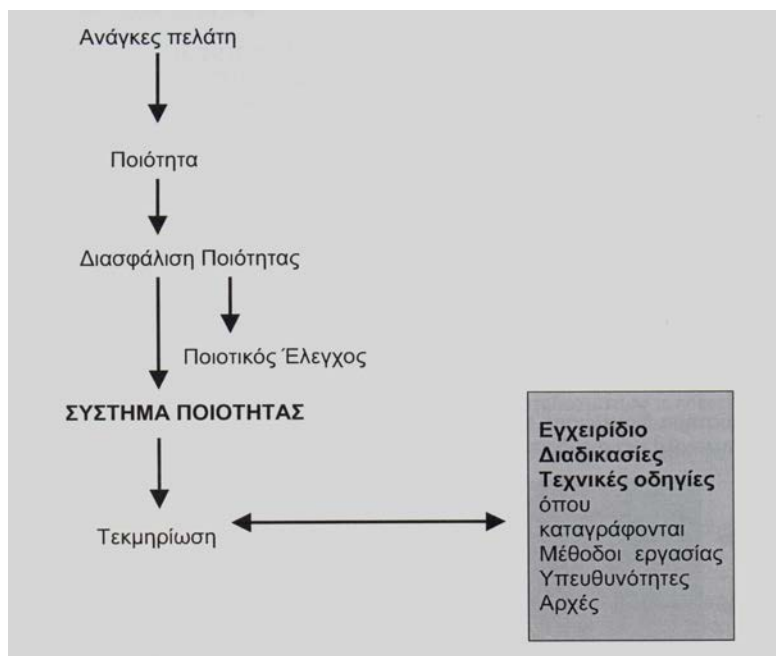 Ανάγκες πελάτη
Ποιότητα
Διασφάλιση Ποιότητας
Ποιοτικός Έλεγχος
ΣΥΣΤΗΜΑ ΠΟΙΟΤΗΤΑΣ
Τεκμηρίωση
Εγχειρίδιο
Διαδικασίες
Τεχνικές οδηγίες
όπου
καταγράφονται
Μέθοδοι εργασίας
Υπευθυνότητες
Αρχές